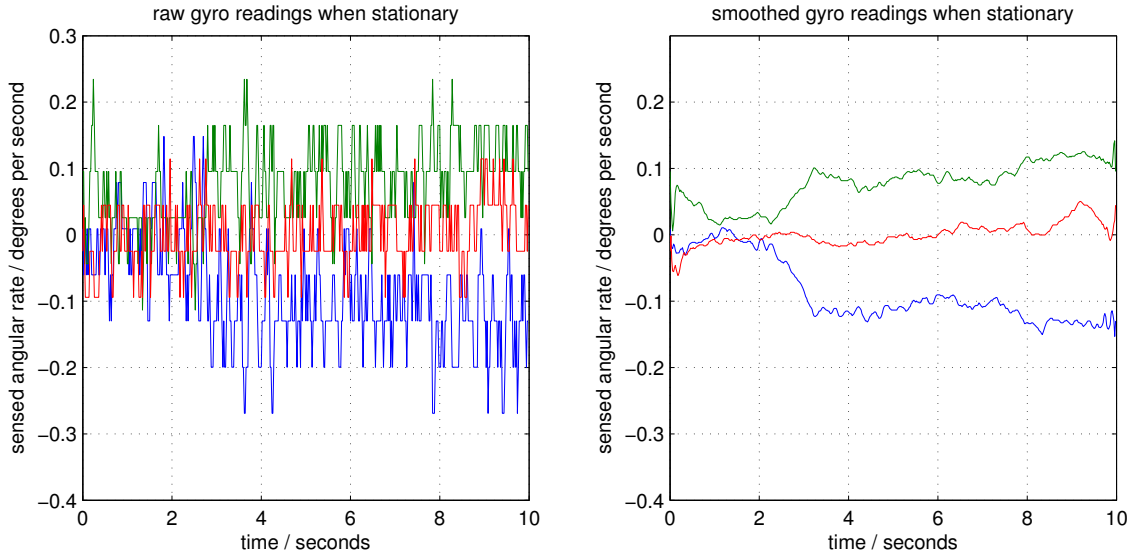 raw gyro readings when stationary
sensed angular rate / degrees per second
0.3
0.2
0.1
0
−0.1
−0.2
−0.3
−0.4
0 2 4 6 8 10
time / seconds
smoothed gyro readings when stationary
sensed angular rate / degrees per second
0.3
0.2
0.1
0
−0.1
−0.2
−0.3
−0.4
0 2 4 6 8 10
time / seconds